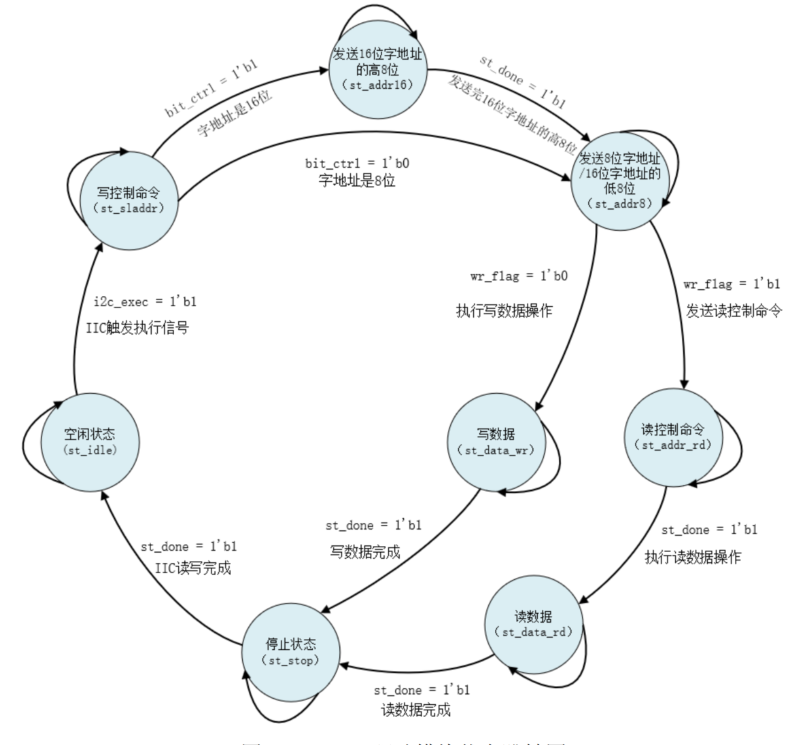 发送16位字地址
的高8位
(st_addr16)
bit_ctrl = 1'b1
字地址是16位
st_done = 1'b1
发送完16位字地址的高8位
bit_ctrl = 1'b0
字地址是8位
发送8位字地址
/16位字地址的
低8位
(st_addr8)
写控制命令
(st_sladdr)
wr_flag = 1'b0
执行写数据操作
wr_flag = 1'b1
发送读控制命令
i2c_exec = 1'b1
IIC触发执行信号
空闲状态
(st_idle)
写数据
(st_data_wr)
读控制命令
(st_addr_rd)
st_done = 1'b1
写数据完成
st_done = 1'b1
执行读数据操作
st_done = 1'b1
IIC读写完成
停止状态
(st_stop)
读数据
(st_data_rd)
st_done = 1'b1
读数据完成